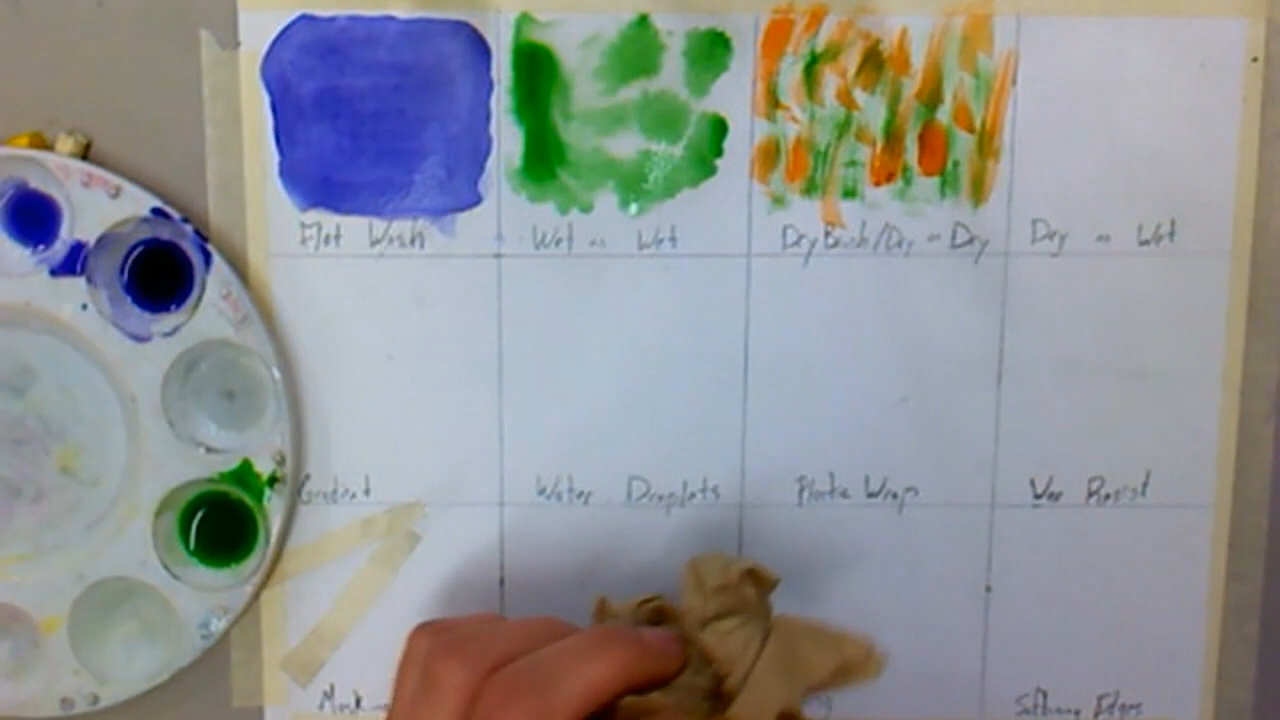 Flat Wash
Wet on Wet
Dry Brush/Dry on Dry
Dry on Wet
Gradient
Water Droplets
Plastic Wrap
Wax Resist
Mask
Softening Edges